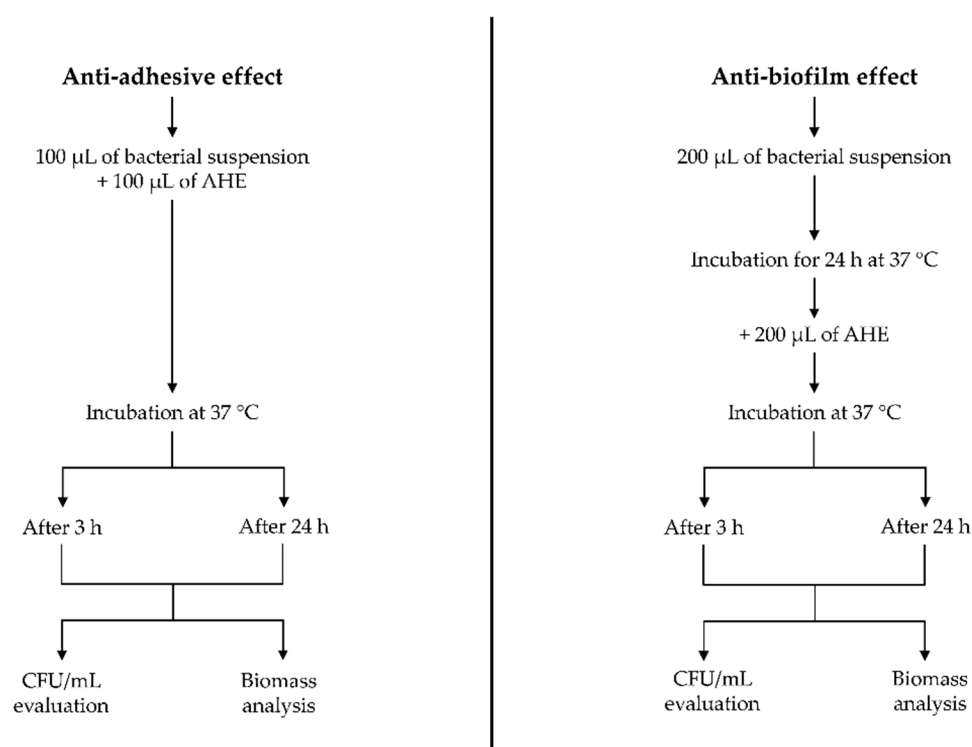 Anti-adhesive effect
100 µL of bacterial suspension
+ 100 µL of AHE
Incubation at 37 °C
After 3 h
After 24 h
CFU/mL
evaluation
Biomass
analysis
Anti-biofilm effect
200 µL of bacterial suspension
Incubation for 24 h at 37 °C
+ 200 µL of AHE
Incubation at 37 °C
After 3 h
After 24 h
CFU/mL
evaluation
Biomass
analysis